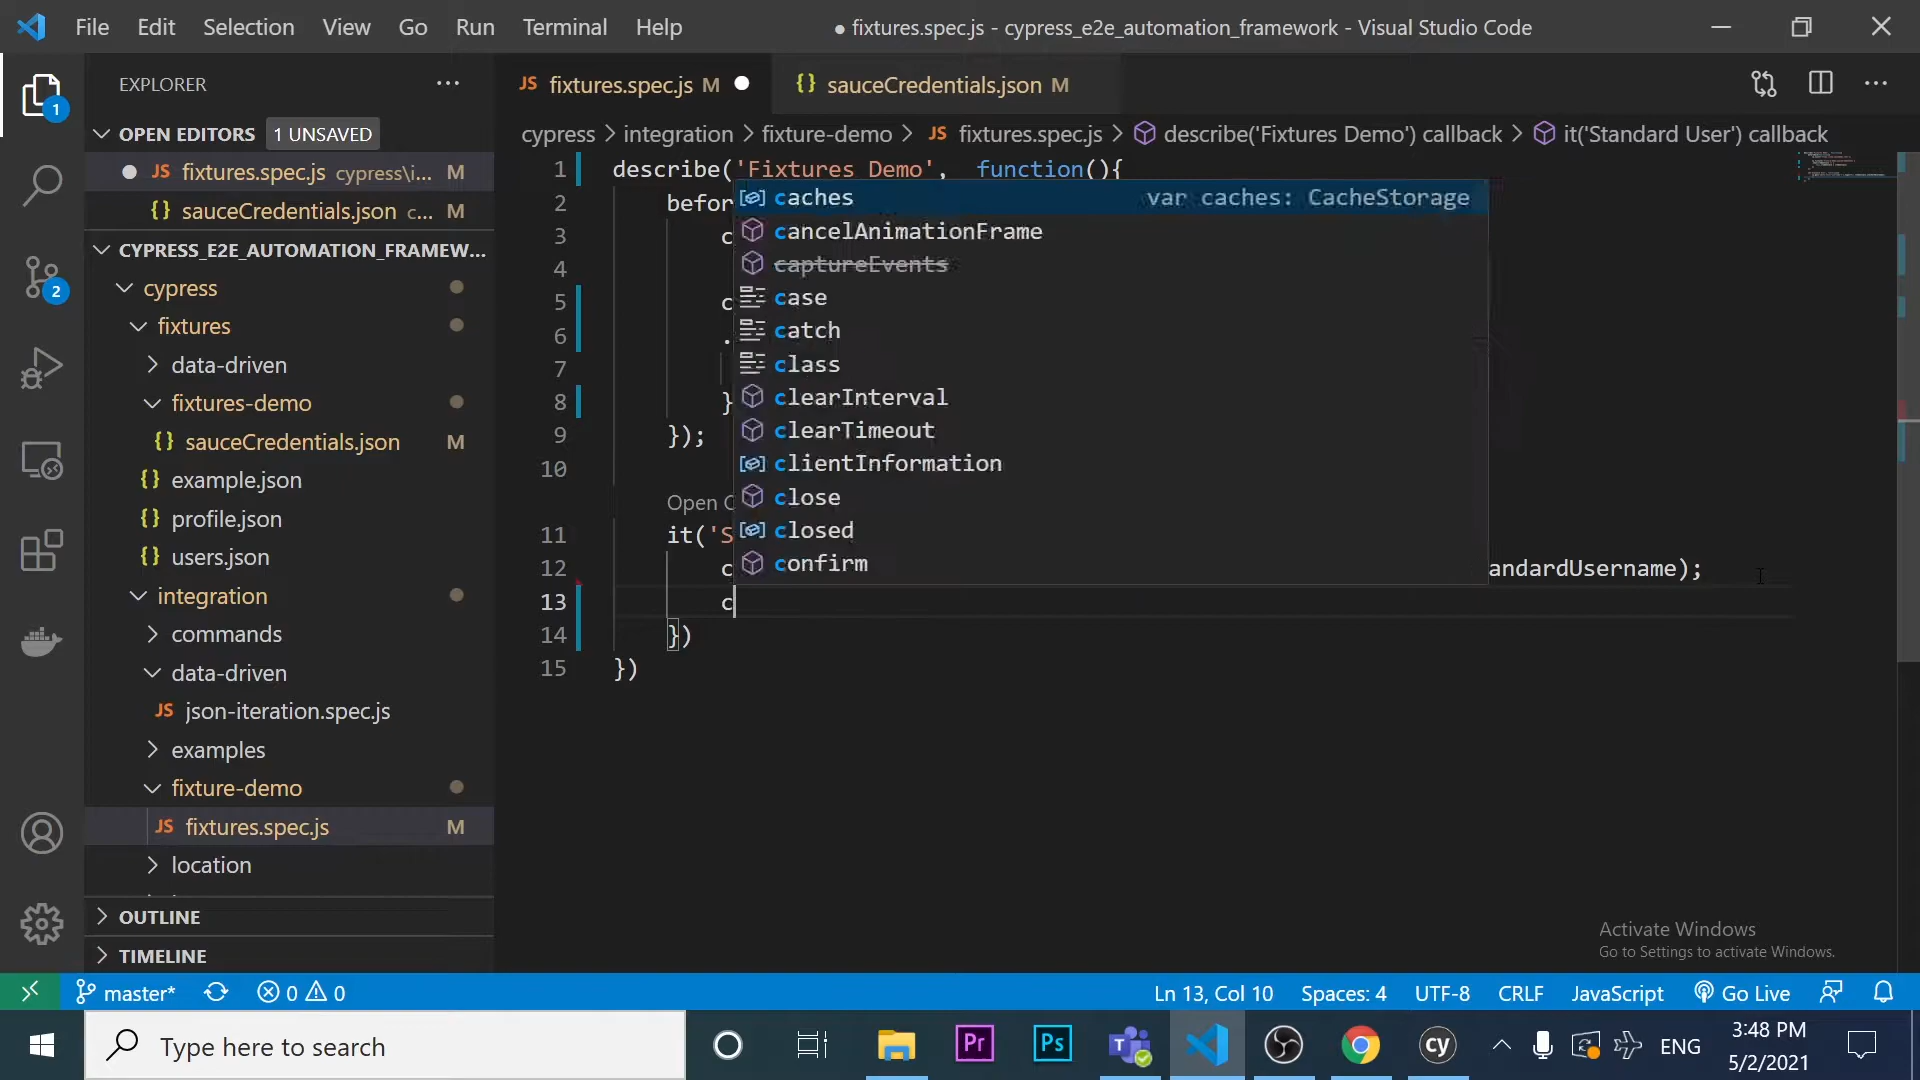 File Edit Selection View Go Run Terminal Help ● fixtures.spec.js - cypress_e2e_automation_framework - Visual Studio Code
EXPLORER ···
JS fixtures.spec.js M ●
{} sauceCredentials.json M
1
OPEN EDITORS 1 UNSAVED
● JS fixtures.spec.js cypress\i... M
{} sauceCredentials.json c... M
cypress > integration > fixture-demo > JS fixtures.spec.js > describe('Fixtures Demo') callback > it('Standard User') callback
CYPRESS_E2E_AUTOMATION_FRAMEW...
cypress
fixtures
data-driven
fixtures-demo
{} sauceCredentials.json M
{} example.json
{} profile.json
{} users.json
integration
commands
data-driven
JS json-iteration.spec.js
examples
fixture-demo
JS fixtures.spec.js M
location
OUTLINE
TIMELINE
2
1 describe('Fixtures Demo', function(){
2 befor
3 c
4
5 c
6 .
7
8 }
9 });
10
Open C
11 it('S
12 c andardUsername);
13 c
14 })
15 })
caches var caches: CacheStorage
cancelAnimationFrame
captureEvents
case
catch
class
clearInterval
clearTimeout
clientInformation
close
closed
confirm
Activate Windows
Go to Settings to activate Windows.
master* 0 0 Ln 13, Col 10 Spaces: 4 UTF-8 CRLF JavaScript Go Live
Type here to search
Pr Ps T cy ENG
3:48 PM
5/2/2021